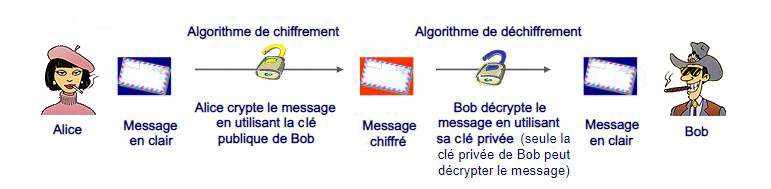 Algorithme de chiffrement
Algorithme de déchiffrement
Alice
Message
en clair
Alice crypte le message
en utilisant la clé
publique de Bob
Message
chiffré
Bob décrypte le
message en utilisant
sa clé privée (seule la
clé privée de Bob peut
décrypter le message)
Message
en clair
Bob